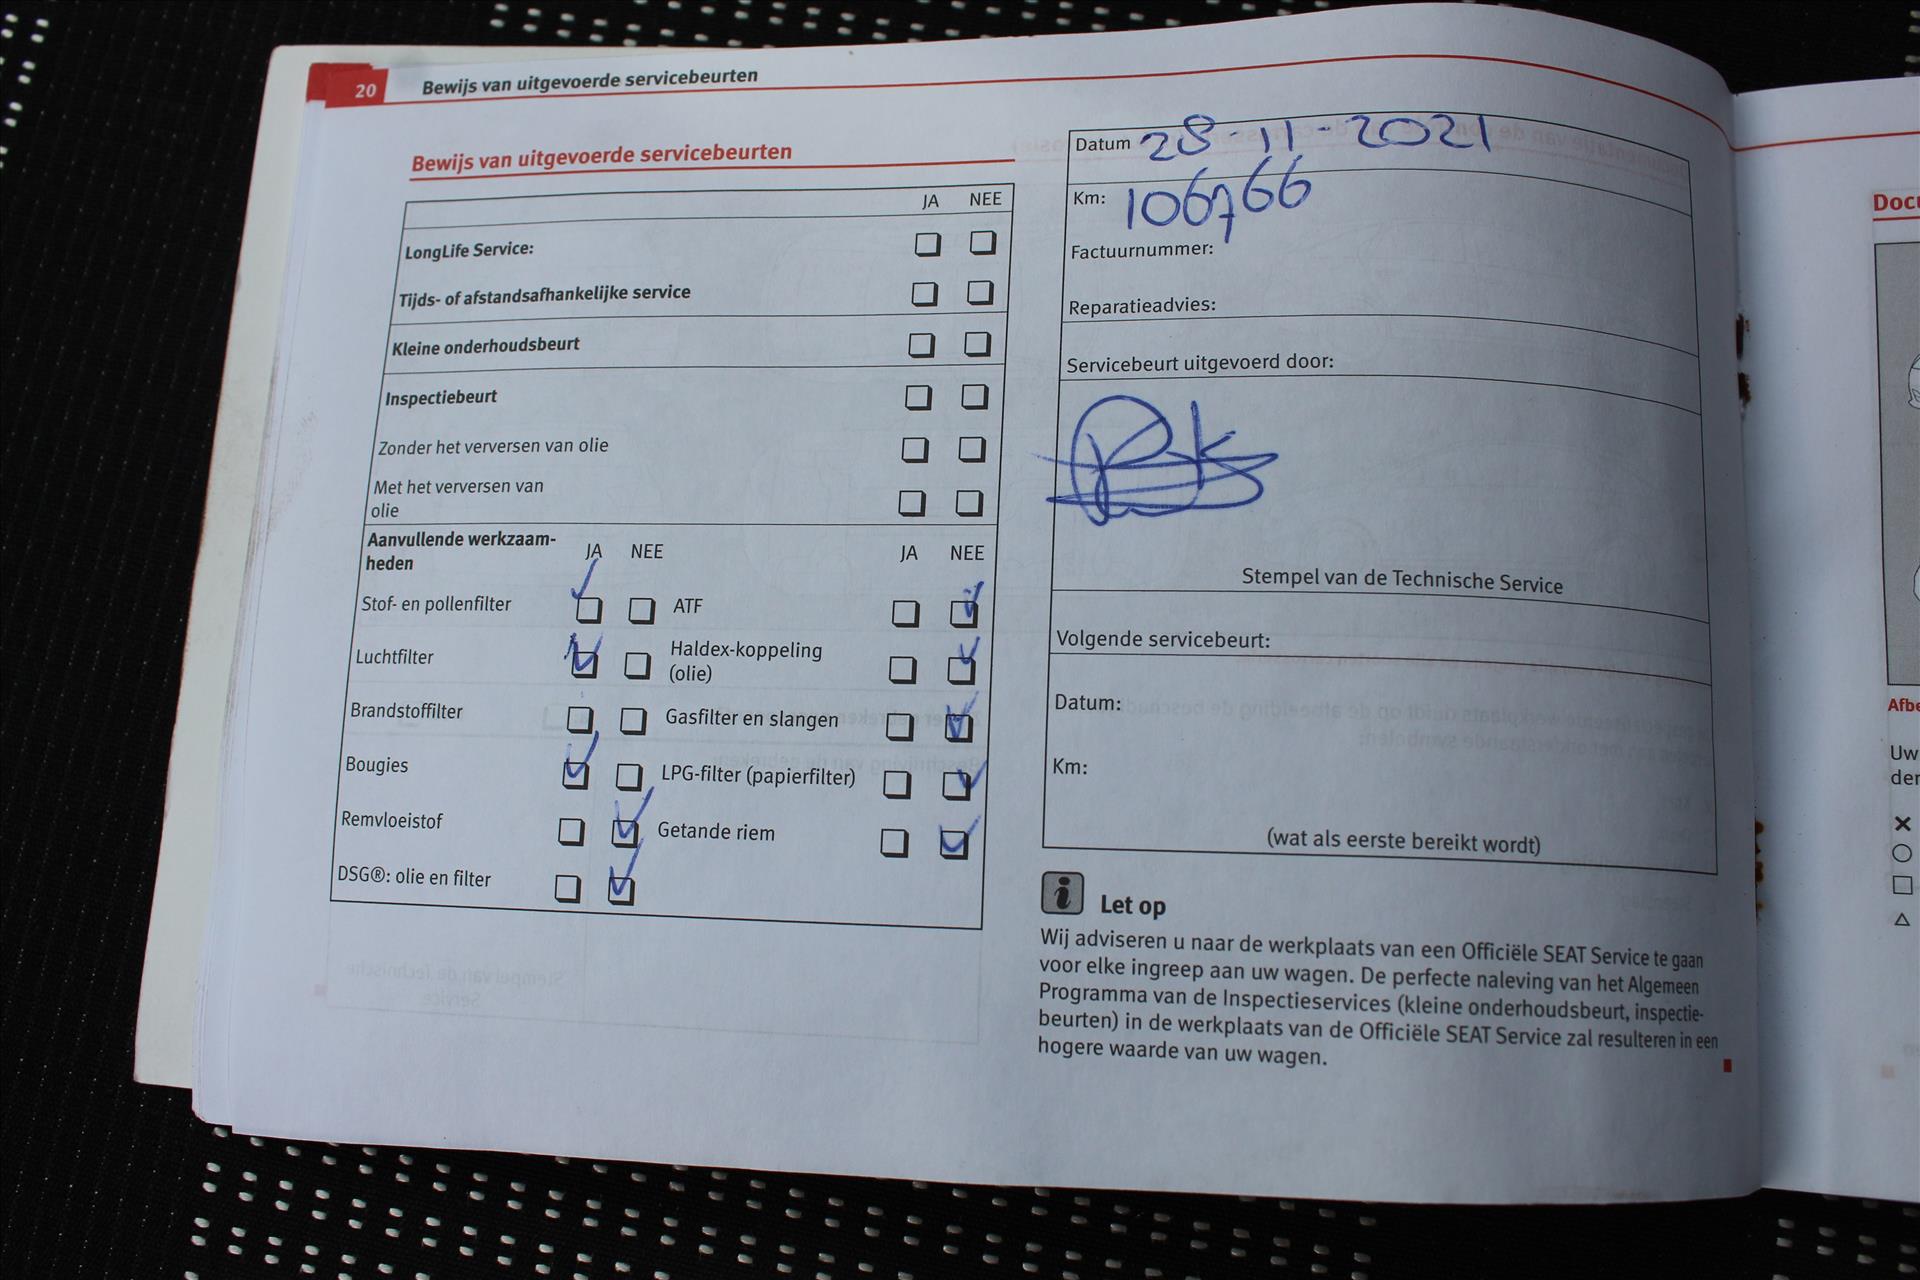 20 Bewijs van uitgevoerde servicebeurten
Bewijs van uitgevoerde servicebeurten
JA NEE
LongLife Service:
Tijds- of afstandsafhankelijke service
Kleine onderhoudsbeurt
Inspectiebeurt
Zonder het verversen van olie
Met het verversen van
olie
Aanvullende werkzaam-
heden
JA NEE JA NEE
Stof- en pollenfilter ATF
Luchtfilter Haldex-koppeling
(olie)
Brandstoffilter Gasfilter en slangen
Bougies LPG-filter (papierfilter)
Remvloeistof Getande riem
DSG®: olie en filter
Datum 28-11-2021
Km: 106766
Factuurnummer:
Reparatieadvies:
Servicebeurt uitgevoerd door:
Stempel van de Technische Service
Volgende servicebeurt:
Datum:
Km:
(wat als eerste bereikt wordt)
i Let op
Wij adviseren u naar de werkplaats van een Officiële SEAT Service te gaan
voor elke ingreep aan uw wagen. De perfecte naleving van het Algemeen
Programma van de Inspectieservices (kleine onderhoudsbeurt, inspectie-
beurten) in de werkplaats van de Officiële SEAT Service zal resulteren in een
hogere waarde van uw wagen.
Docu
Afbe
Uw
der